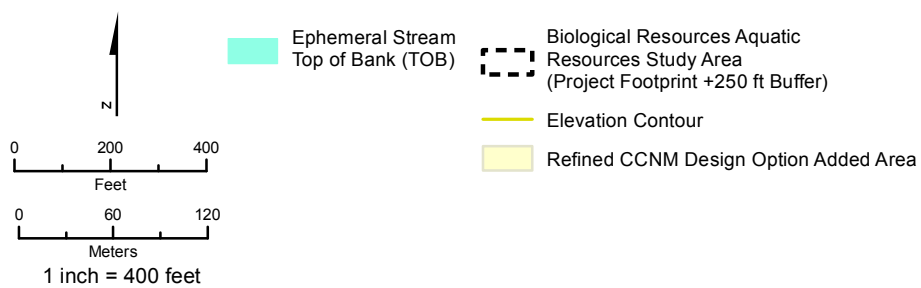 N
0 200 400
Feet
0 60 120
Meters
1 inch = 400 feet
Ephemeral Stream
Top of Bank (TOB)
Biological Resources Aquatic
Resources Study Area
(Project Footprint +250 ft Buffer)
Elevation Contour
Refined CCNM Design Option Added Area